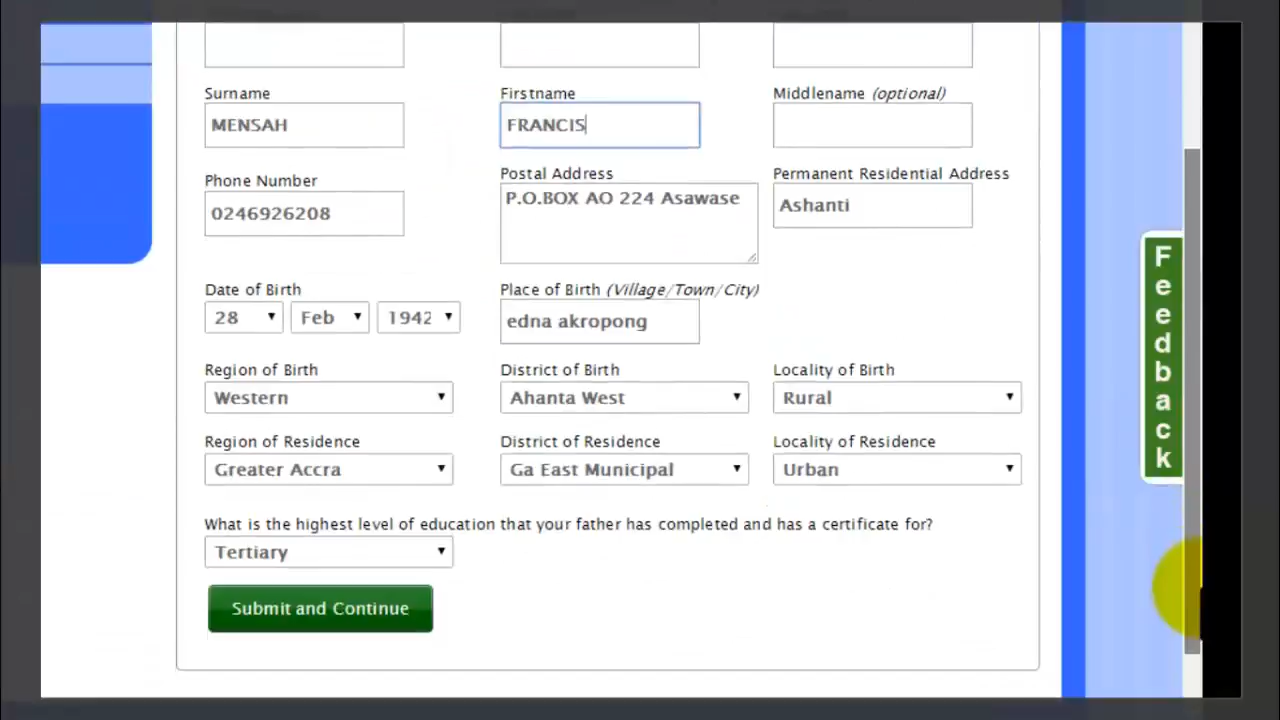 Surname
Firstname
Middlename (optional)
MENSAH
FRANCIS
Phone Number
Postal Address
Permanent Residential Address
0246926208
P.O.BOX AO 224 Asawase
Ashanti
Date of Birth
Place of Birth (Village/Town/City)
28
Feb
1942
edna akropong
Region of Birth
District of Birth
Locality of Birth
Western
Ahanta West
Rural
Region of Residence
District of Residence
Locality of Residence
Greater Accra
Ga East Municipal
Urban
What is the highest level of education that your father has completed and has a certificate for?
Tertiary
Submit and Continue
Feedback